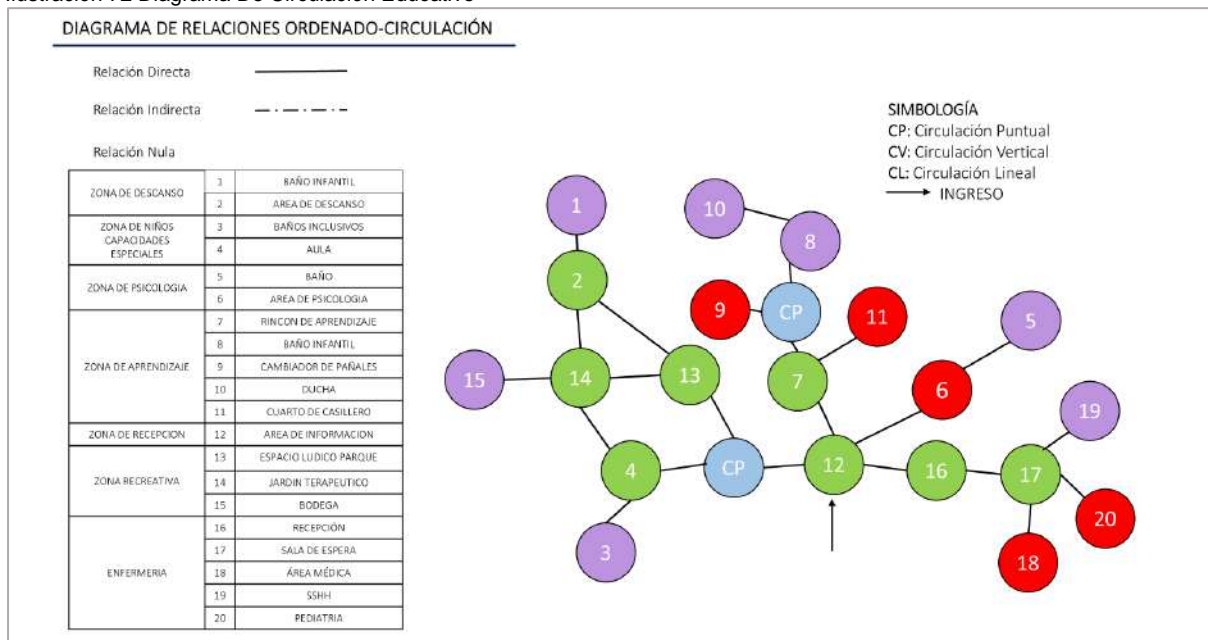 Ilustración Diagrama De Circulación Educativo
DIAGRAMA DE RELACIONES ORDENADO-CIRCULACIÓN
Relación Directa
Relación Indirecta
Relación Nula
SIMBOLOGÍA
CP: Circulación Puntual
CV: Circulación Vertical
CL: Circulación Lineal
INGRESO
ZONA DE DESCANSO
1 BAÑO INFANTIL
2 AREA DE DESCANSO
ZONA DE NIÑOS
CAPACIDADES
ESPECIALES
3 BAÑOS INCLUSIVOS
4 AULA
ZONA DE PSICOLOGIA
5 BAÑO
6 AREA DE PSICOLOGIA
ZONA DE APRENDIZAJE
7 RINCON DE APRENDIZAJE
8 BAÑO INFANTIL
9 CAMBIADOR DE PAÑALES
10 DUCHA
11 CUARTO DE CASILLERO
ZONA DE RECEPCION
12 AREA DE INFORMACION
ZONA RECREATIVA
13 ESPACIO LUDICO PARQUE
14 JARDIN TERAPEUTICO
15 BODEGA
ENFERMERIA
16 RECEPCIÓN
17 SALA DE ESPERA
18 ÁREA MÉDICA
19 SSHH
20 PEDIATRIA
1
10
8
2
9
CP
11
5
15
14
13
7
6
19
4
CP
12
16
17
20
3
18